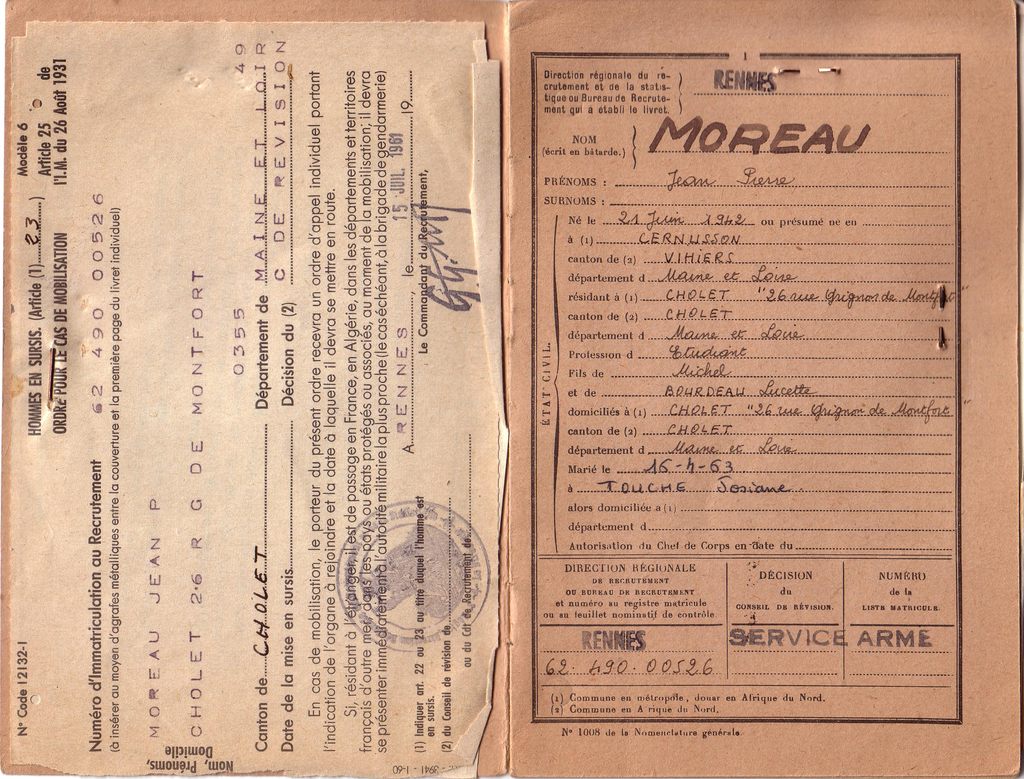 N° Code 12132-1
HOMMES EN SURSIS. (Article (1) 23 )
ORDRE POUR LE CAS DE MOBILISATION
Modèle 6
Article 25 de
l'I.M. du 26 Août 1931
Numéro d'Immatriculation au Recrutement 62 490 00526
(à insérer au moyen d'agrafes métalliques entre la couverture et la première page du livret individuel)
Nom, Prénoms,
Domicile
MOREAU JEAN P
CHOLET 26 R G DE MONTFORT
0355 49
Canton de CHOLET Département de MAINE ET LOIR
Date de la mise en sursis Décision du (2) C DE REVISION
En cas de mobilisation, le porteur du présent ordre recevra un ordre d'appel individuel portant
l'indication de l'organe à rejoindre et la date à laquelle il devra se mettre en route.
Si, résidant à l'étranger, il est de passage en France, en Algérie, dans les départements et territoires
français d'outre mer, dans les pays ou états protégés ou associés, au moment de la mobilisation, il devra
se présenter immédiatement à l'autorité militaire la plus proche (le cas échéant, à la brigade de gendarmerie)
A RENNES , le 15 JUIL 1961 19
Le Commandant du Recrutement,
(1) Indiquer art. 22 ou 23 au titre duquel l'homme est
en sursis.
(2) du Conseil de révision de
ou du Cdt de Recrutement de
3941 - 1-60
1
Direction régionale du re-
crutement et de la statis-
tique ou Bureau de Recrute-
ment qui a établi le livret.
RENNES
NOM
(écrit en bâtarde.)
MOREAU
PRÉNOMS : Jean Pierre
SURNOMS :
ÉTAT CIVIL.
Né le 21 Juin 1942 ou présumé né en
à (1) CERNUSSON
canton de (2) VIHIERS
département d Maine et Loire
résidant à (1) CHOLET "26 rue Grignon de Montfort
canton de (2) CHOLET
département d Maine et Loire
Profession d Etudiant
Fils de Michel
et de BOURDEAU Lucette
domiciliés à (1) CHOLET "26 rue Grignon de Montfort"
canton de (2) CHOLET
département d Maine et Loire
Marié le 16-4-63
à TOUCHE Josiane
alors domiciliée a (1)
département d
Autorisation du Chef de Corps en date du
DIRECTION RÉGIONALE
DE RECRUTEMENT
OU BUREAU DE RECRUTEMENT
et numéro au registre matricule
ou au feuillet nominatif de contrôle.
DÉCISION
du
CONSEIL DE RÉVISION.
NUMÉRO
de la
LISTE MATRICULE.
RENNES
62. 490. 00526
SERVICE ARME
(1) Commune en métropole, douar en Afrique du Nord.
(2) Commune en A rique du Nord.
N° 1008 de la Nomenclature générale.